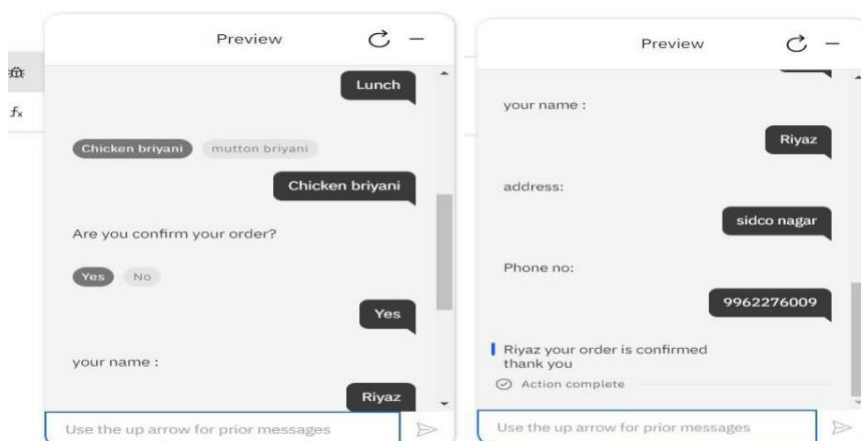 Preview
Lunch
Chicken briyani mutton briyani
Chicken briyani
Are you confirm your order?
Yes No
Yes
your name :
Riyaz
Use the up arrow for prior messages
Preview
your name :
Riyaz
address:
sidco nagar
Phone no:
9962276009
Riyaz your order is confirmed
thank you
Action complete
Use the up arrow for prior messages
fx